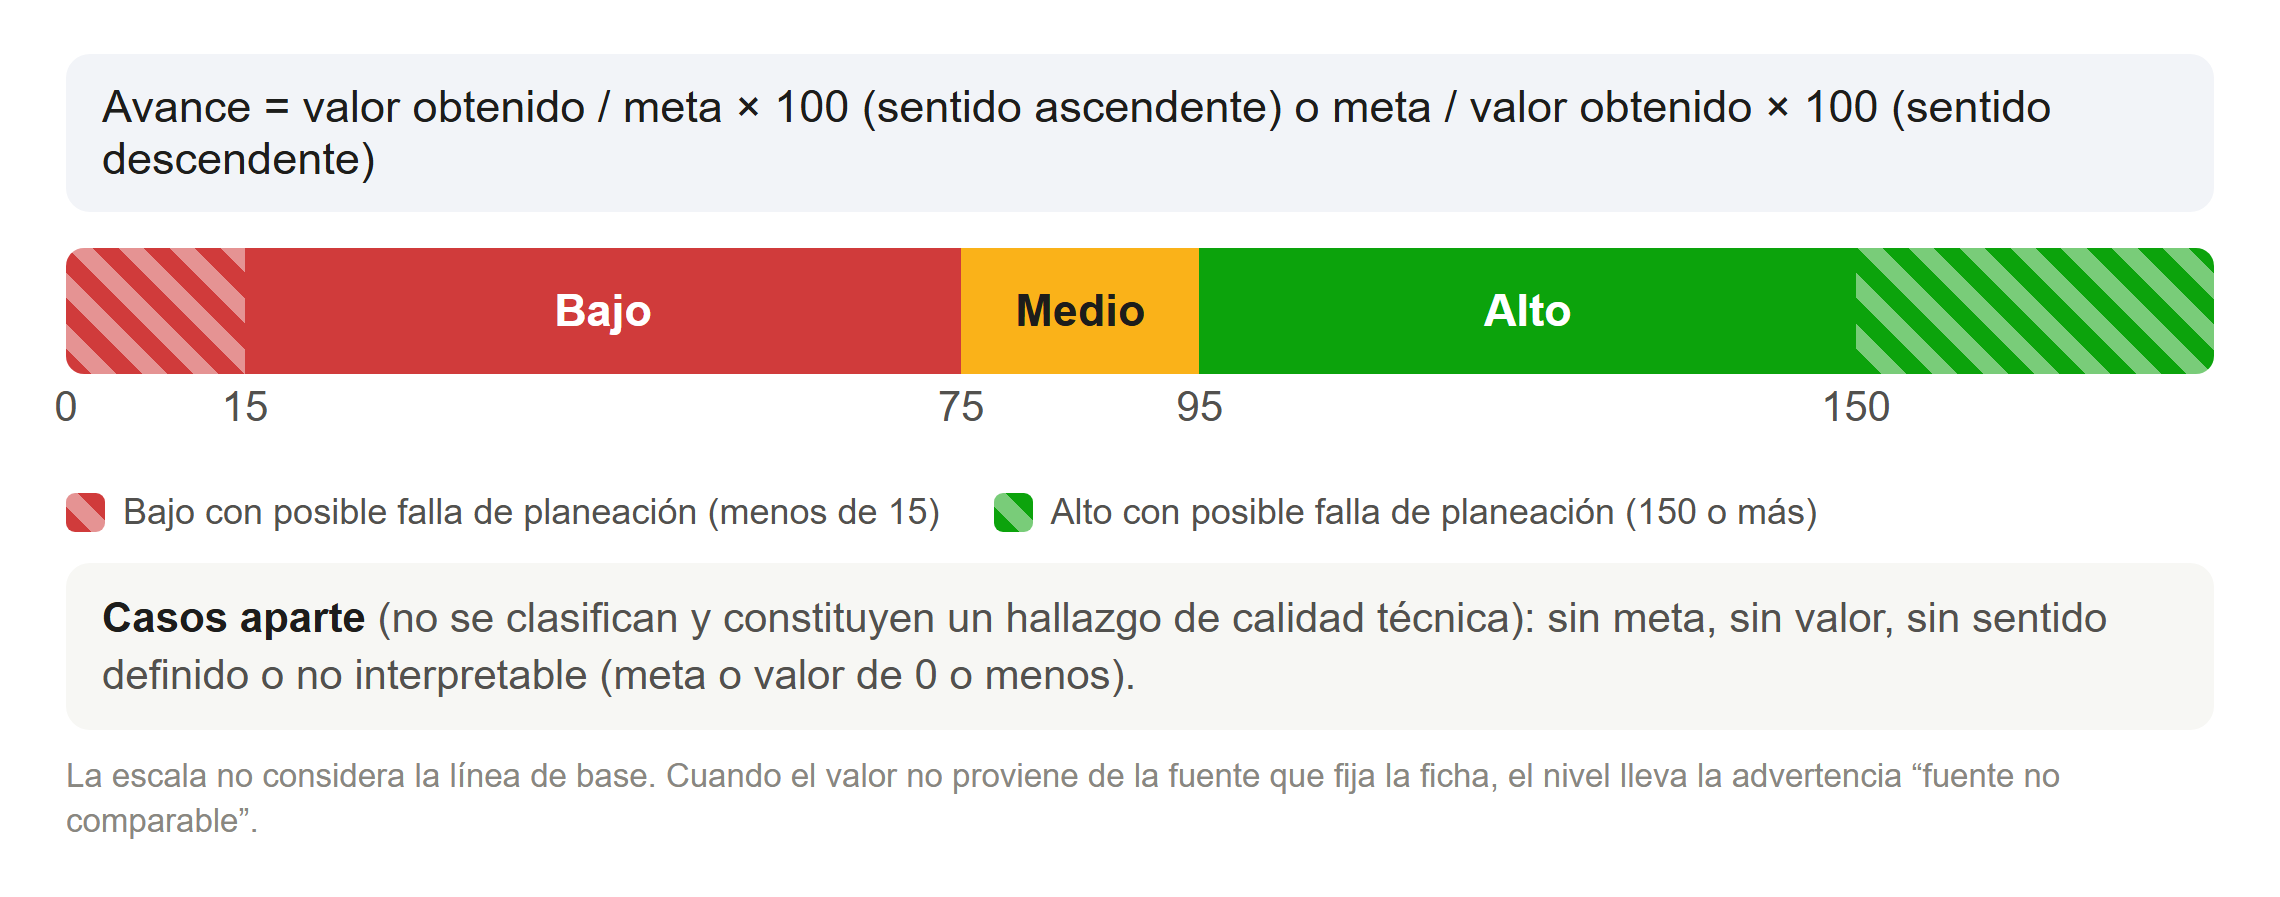 Avance = valor obtenido / meta × 100 (sentido ascendente) o meta / valor obtenido × 100 (sentido
descendente)
Bajo
Medio
Alto
0
15
75
95
150
Bajo con posible falla de planeación (menos de 15)
Alto con posible falla de planeación (150 o más)
Casos aparte (no se clasifican y constituyen un hallazgo de calidad técnica): sin meta, sin valor, sin sentido
definido o no interpretable (meta o valor de 0 o menos).
La escala no considera la línea de base. Cuando el valor no proviene de la fuente que fija la ficha, el nivel lleva la advertencia “fuente no
comparable”.